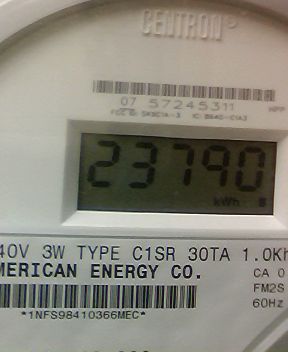 CENTRON
07 57245311
23790
kWh
40V 3W TYPE C1SR 30TA 1.0Kh
MERICAN ENERGY CO.
CA 0
FM2S
60Hz
*1NFS98410366MEC*